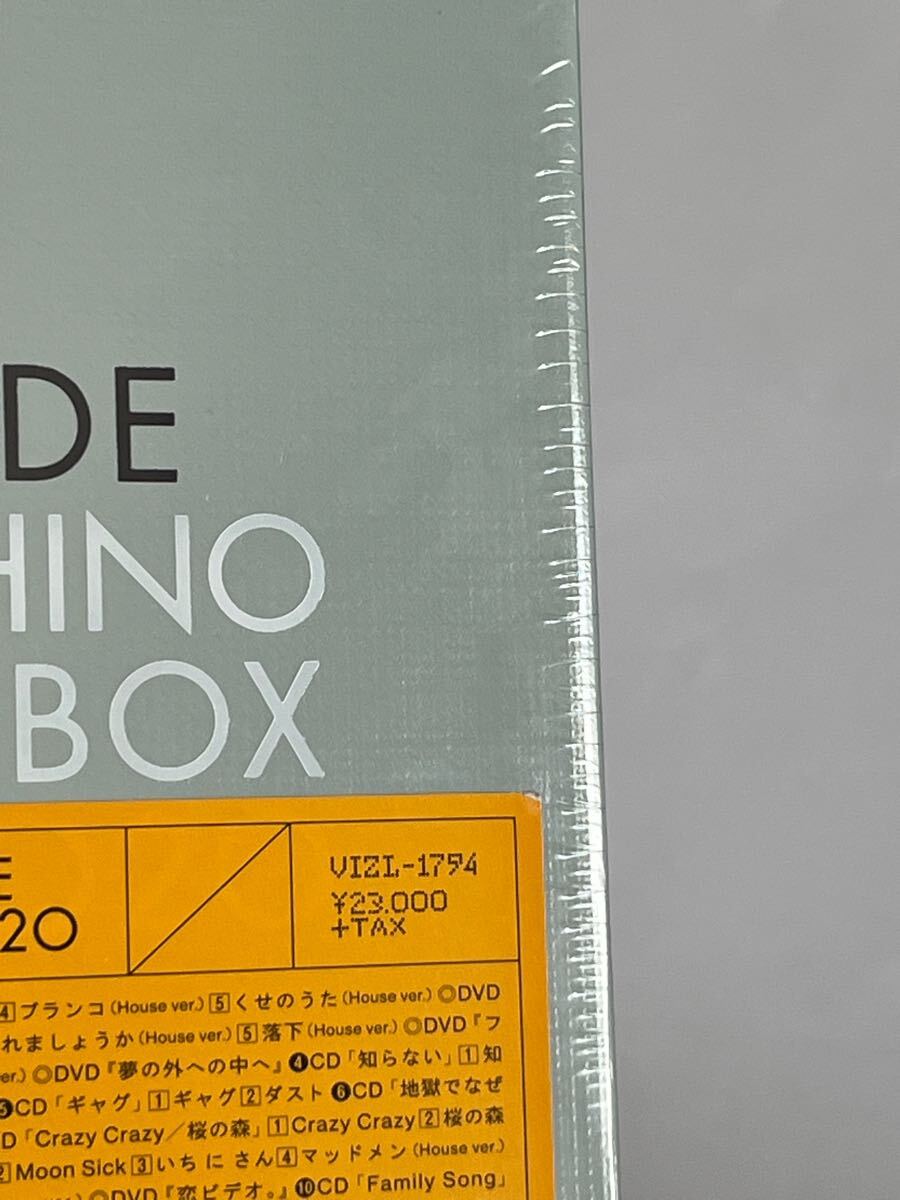 DE
HINO
BOX
E
20
VIZL-1794
¥23.000
+TAX
4 ブランコ (House ver.) 5 くせのうた (House ver.) ◎DVD
れましょうか (House ver.) 5 落下 (House ver.) ◎DVD『フ
er.) ◎DVD『夢の外への中へ』 ❹CD「知らない」 1 知
❺CD「ギャグ」 1 ギャグ 2 ダスト ❻CD「地獄でなぜ
D「Crazy Crazy／桜の森」 1 Crazy Crazy 2 桜の森
2 Moon Sick 3 いち に さん 4 マッドメン (House ver.)
◎DVD『恋ビデオ。』 ❿CD「Family Song」